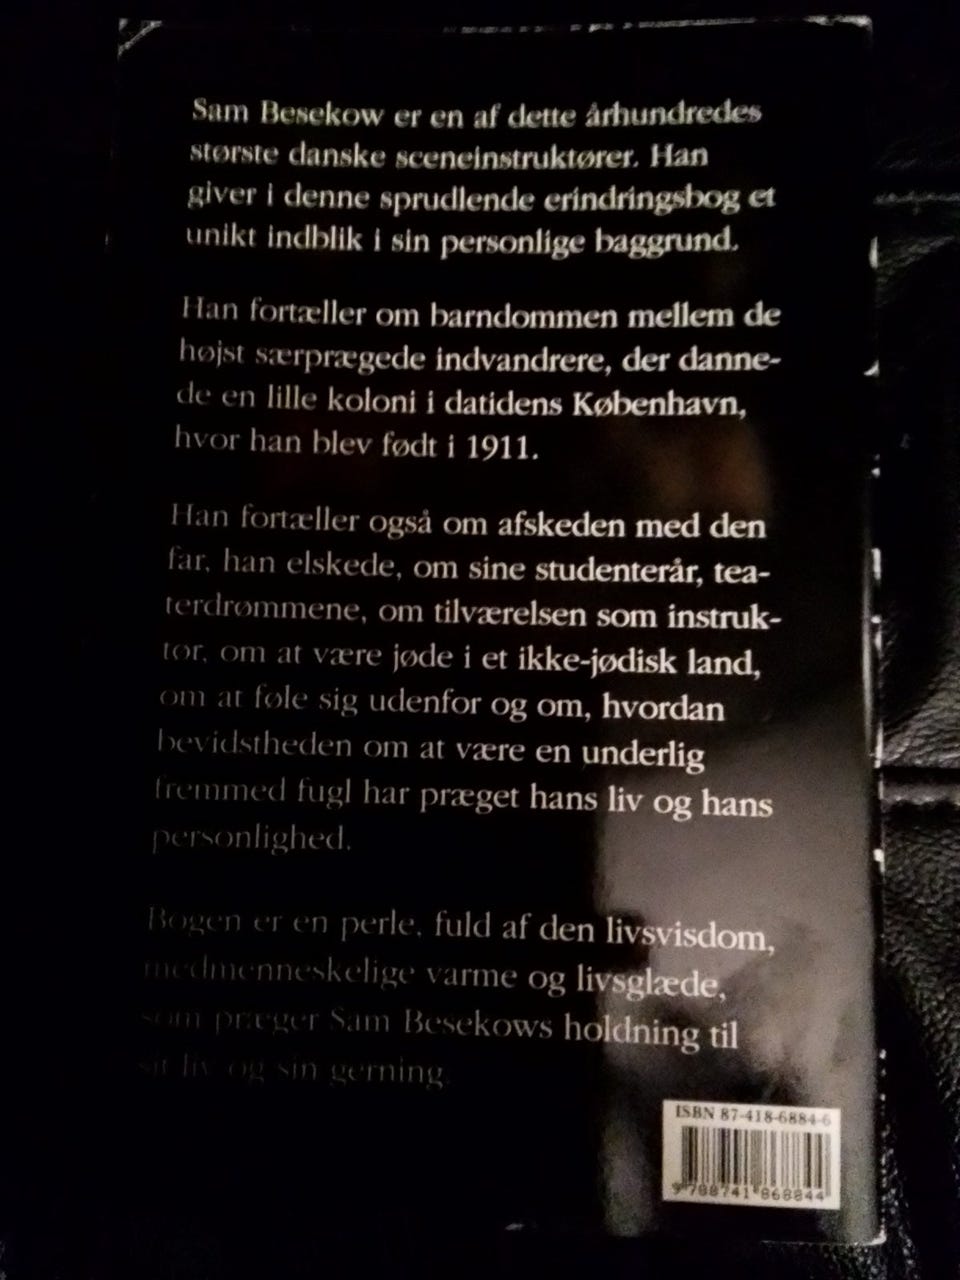 Sam Besekow er en af dette århundredes
største danske sceneinstruktører. Han
giver i denne sprudlende erindringsbog et
unikt indblik i sin personlige baggrund.
Han fortæller om barndommen mellem de
højst særprægede indvandrere, der danne-
de en lille koloni i datidens København,
hvor han blev født i 1911.
Han fortæller også om afskeden med den
far, han elskede, om sine studenterår, tea-
terdrømmene, om tilværelsen som instruk-
tør, om at være jøde i et ikke-jødisk land,
om at føle sig udenfor og om, hvordan
bevidstheden om at være en underlig
fremmed fugl har præget hans liv og hans
personlighed.
Bogen er en perle, fuld af den livsvisdom,
medmenneskelige varme og livsglæde,
som præger Sam Besekows holdning til
sit liv og sin gerning.
ISBN 87-418-6884-6
9 788741 868844